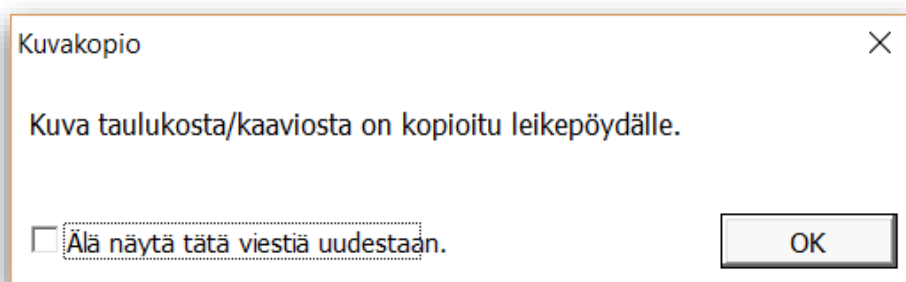 Kuvakopio
Kuva taulukosta/kaaviosta on kopioitu leikepöydälle.
Älä näytä tätä viestiä uudestaan.
OK